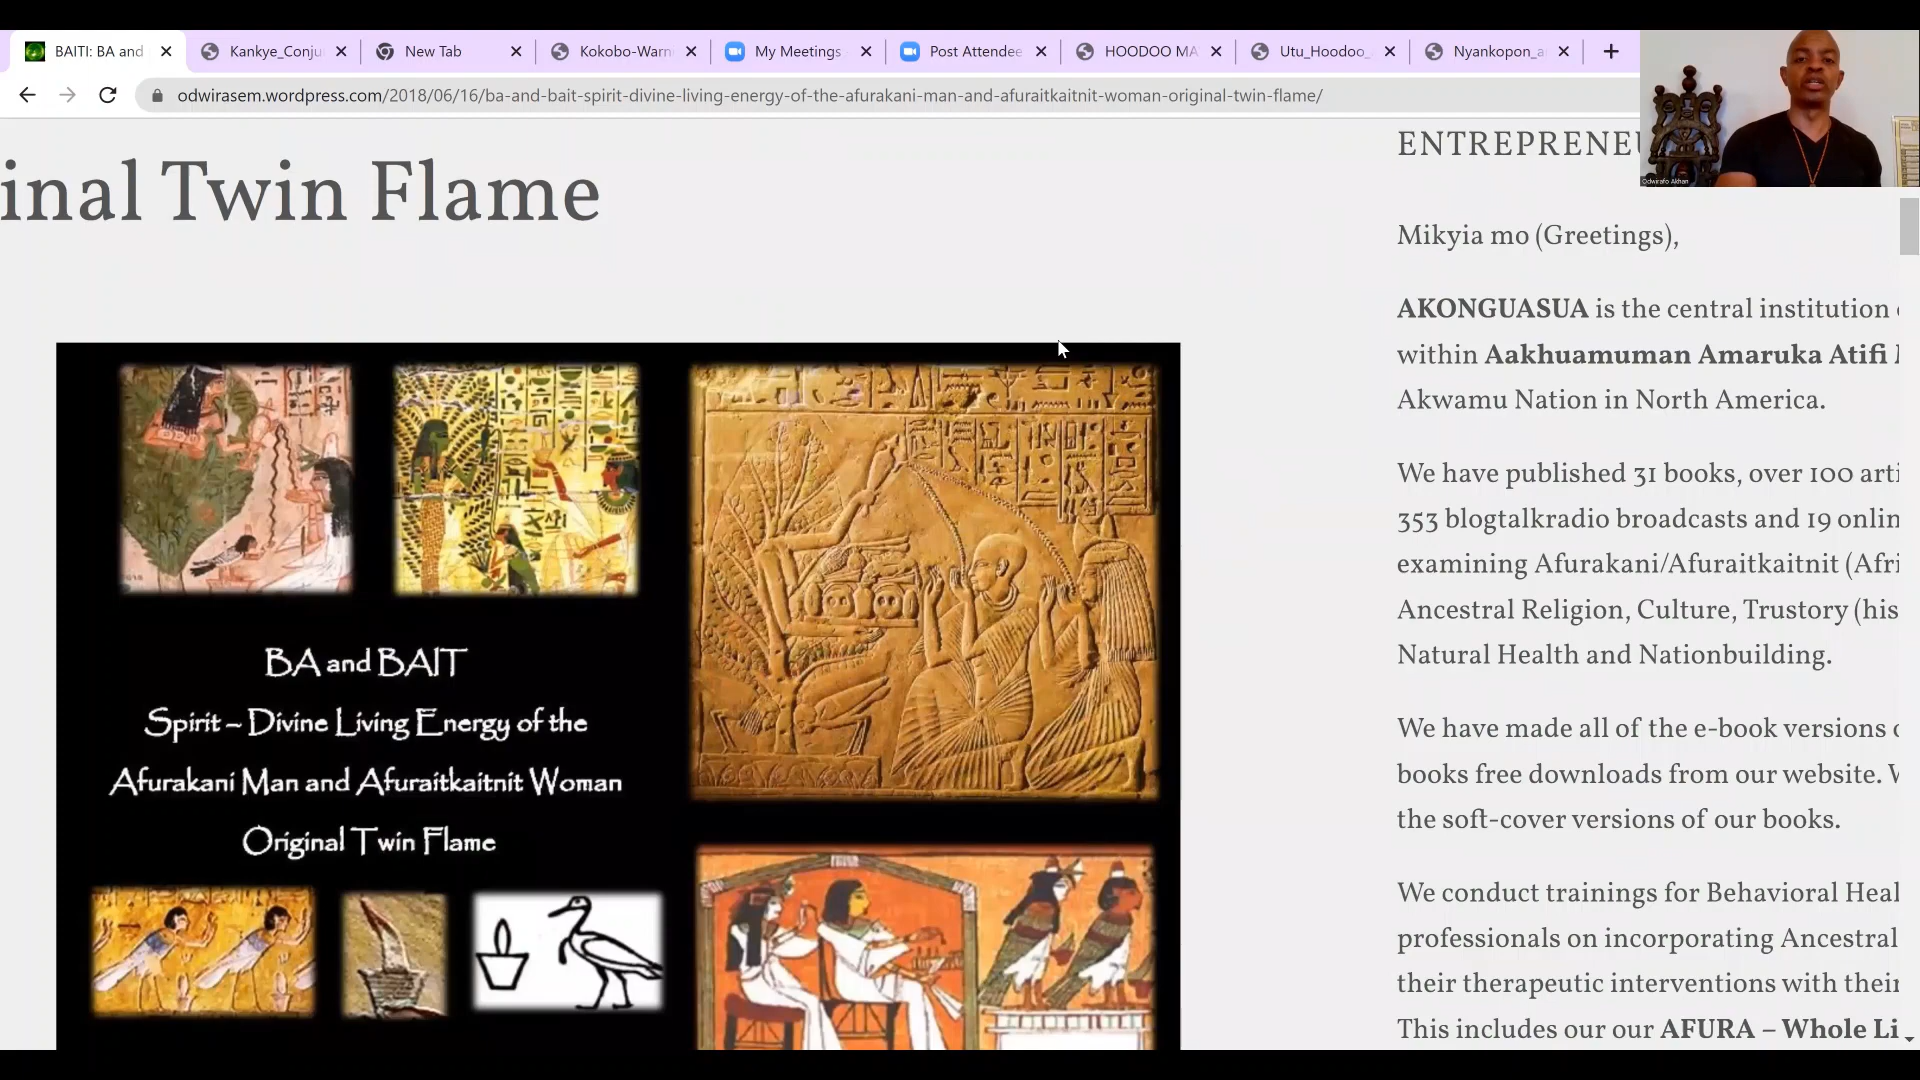 BAITI: BA and
Kankye_Conju
New Tab
Kokobo-Warn
My Meetings
Post Attendee
HOODOO MA
Utu_Hoodoo_
Nyankopon_a
odwirasem.wordpress.com/2018/06/16/ba-and-bait-spirit-divine-living-energy-of-the-afurakani-man-and-afuraitkaitnit-woman-original-twin-flame/
Odwirafo Akhan
inal Twin Flame
BA and BAIT
Spirit – Divine Living Energy of the
Afurakani Man and Afuraitkaitnit Woman
Original Twin Flame
ENTREPRENEU
Mikyia mo (Greetings),
AKONGUASUA is the central institution
within Aakhuamuman Amaruka Atifi
Akwamu Nation in North America.
We have published 31 books, over 100 arti
353 blogtalkradio broadcasts and 19 onlin
examining Afurakani/Afuraitkaitnit (Afri
Ancestral Religion, Culture, Trustory (his
Natural Health and Nationbuilding.
We have made all of the e-book versions
books free downloads from our website.
the soft-cover versions of our books.
We conduct trainings for Behavioral Heal
professionals on incorporating Ancestral
their therapeutic interventions with their
This includes our our AFURA – Whole Li